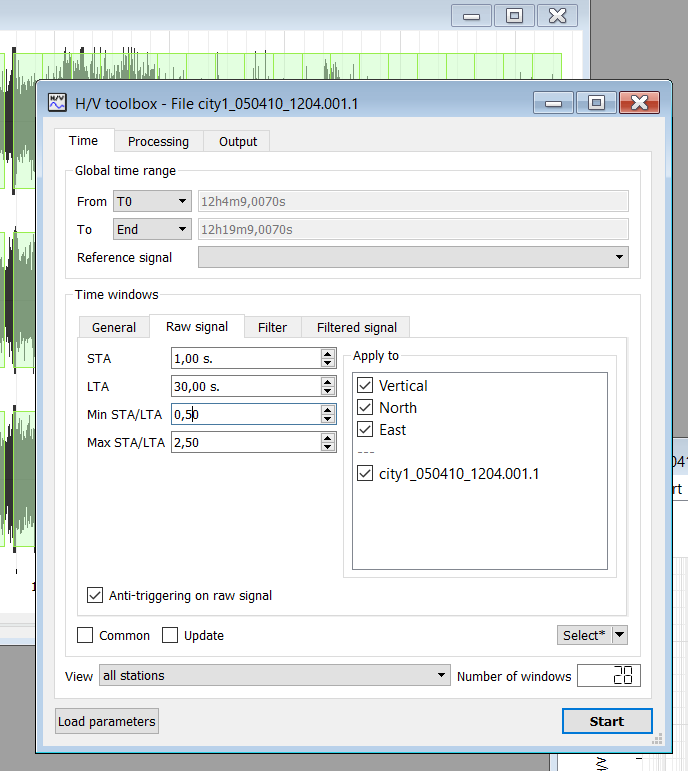 H/V toolbox - File city1_050410_1204.001.1
Time Processing Output
Global time range
From T0 12h4m9,0070s
To End 12h19m9,0070s
Reference signal
Time windows
General Raw signal Filter Filtered signal
STA 1,00 s.
LTA 30,00 s.
Min STA/LTA 0,50
Max STA/LTA 2,50
Apply to
Vertical
North
East
---
city1_050410_1204.001.1
Anti-triggering on raw signal
Common Update Select*
View all stations Number of windows 28
Load parameters Start
041
rt
1
H/V